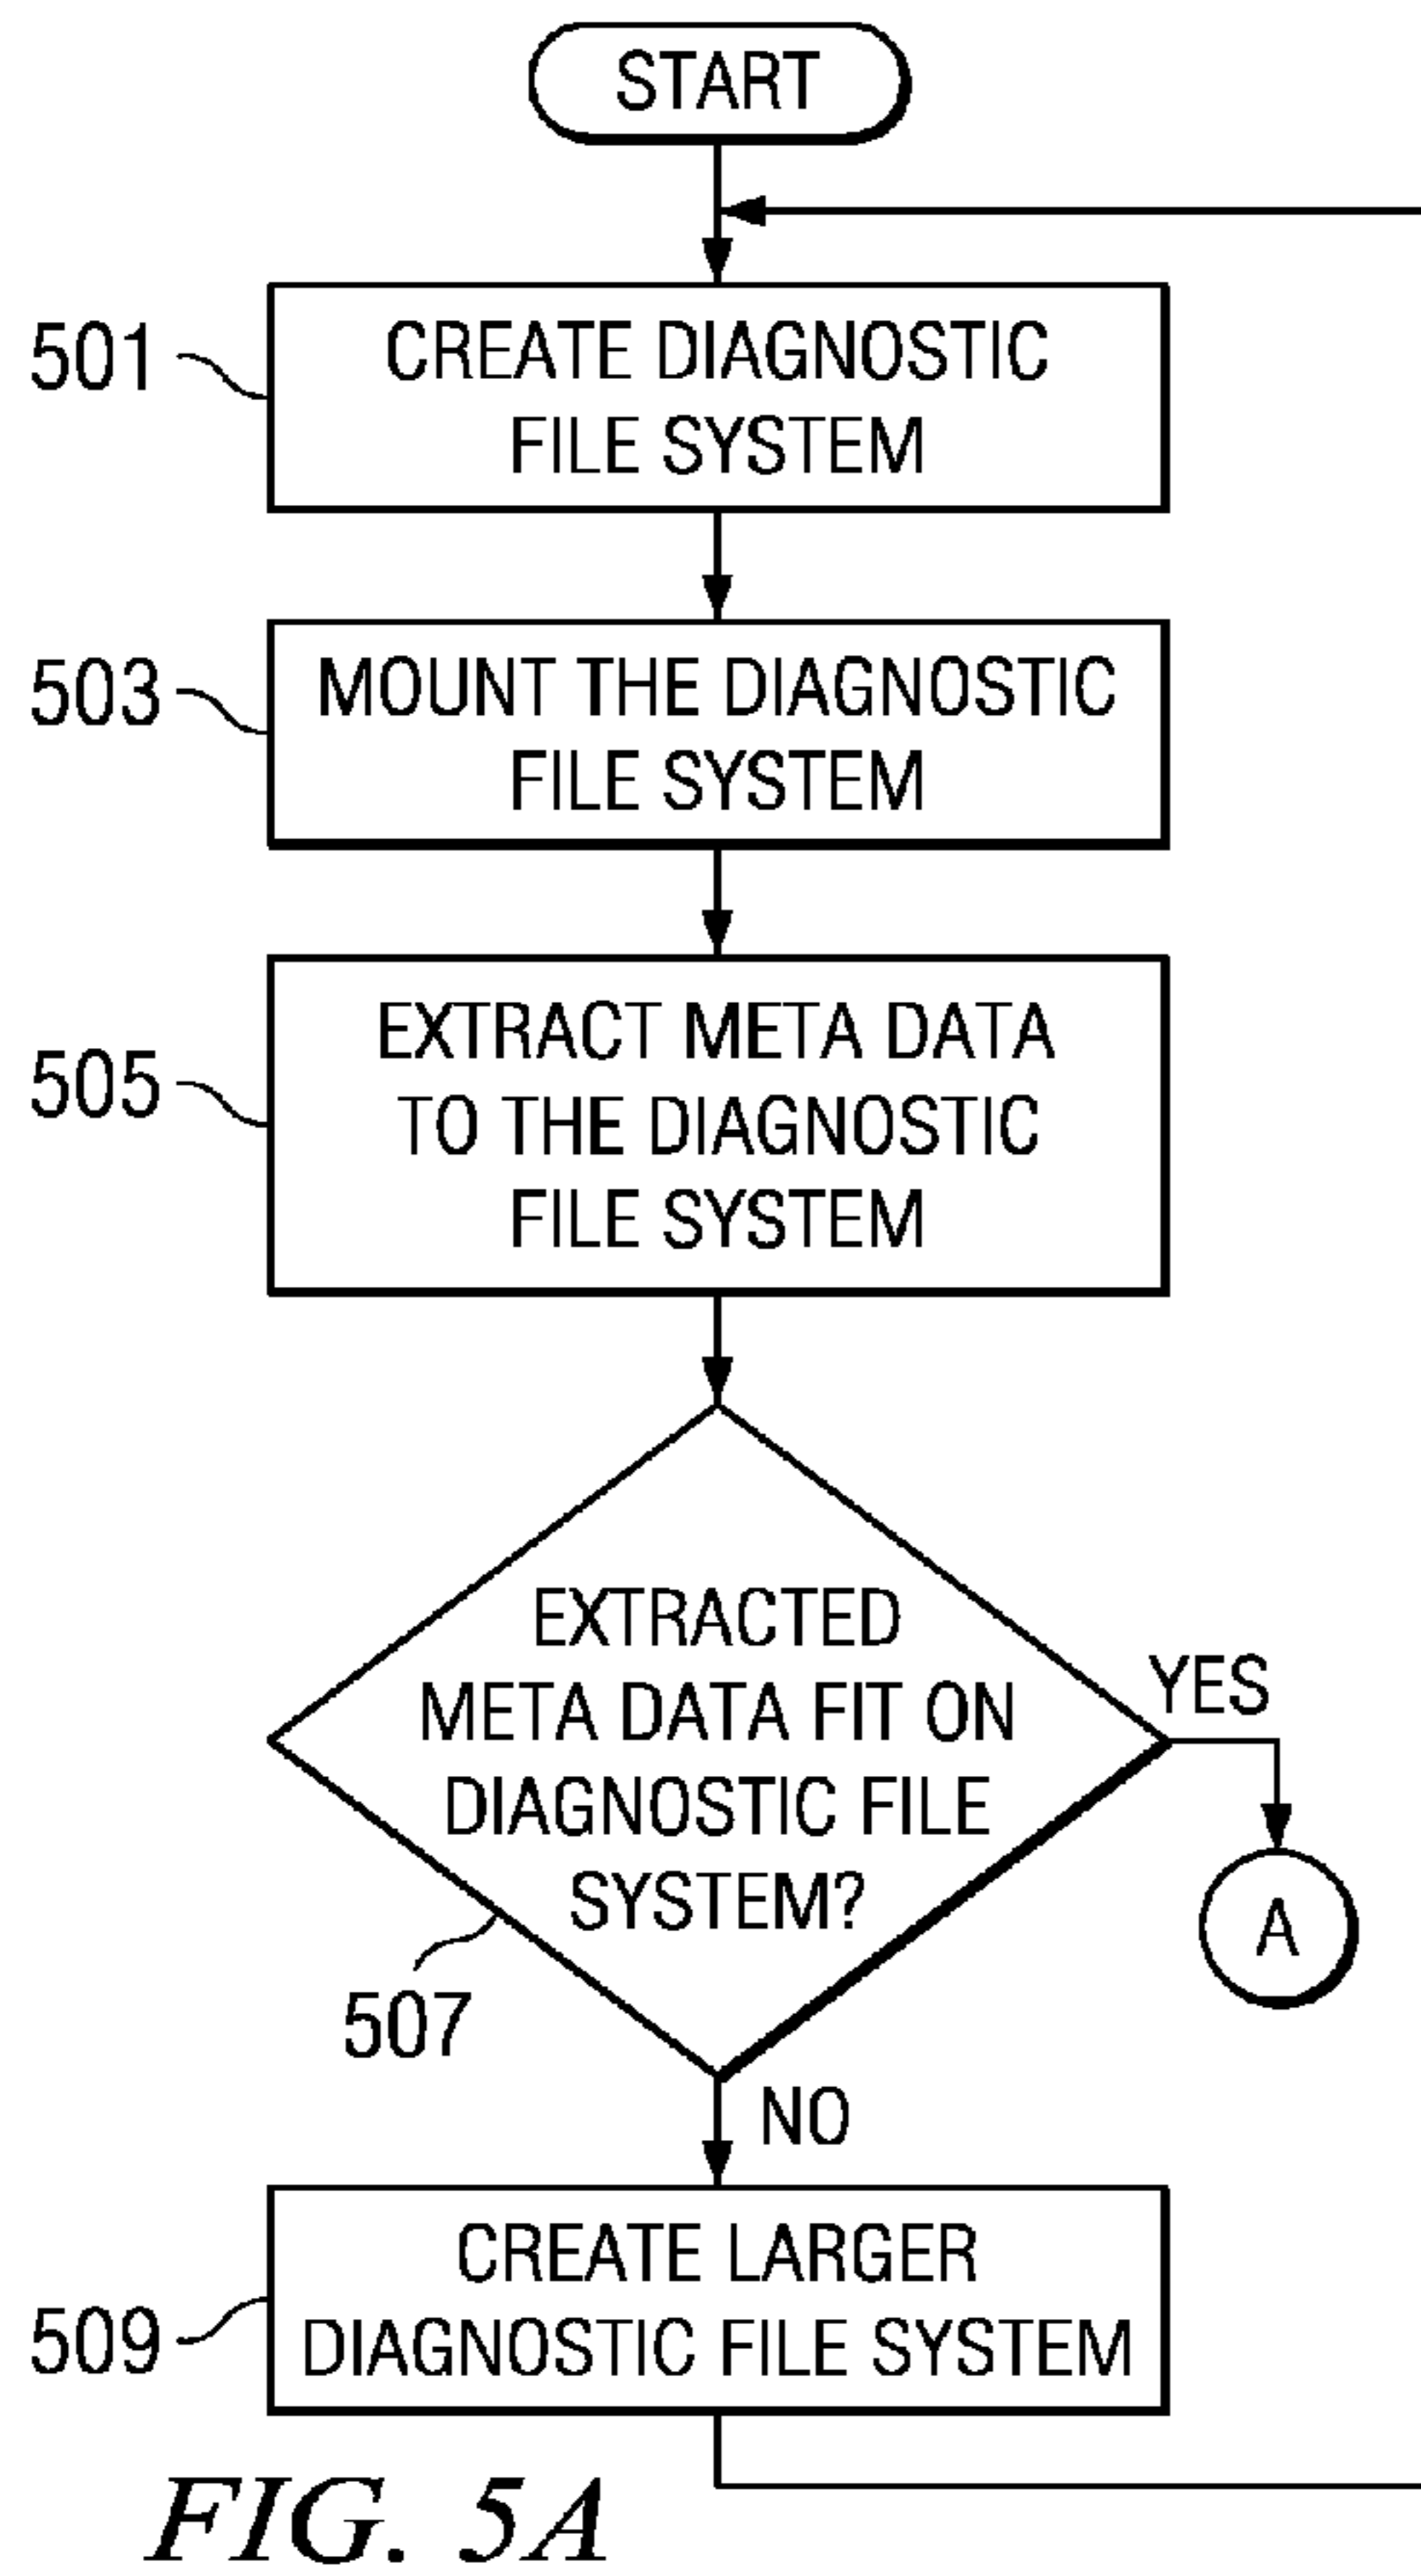 START
501
CREATE DIAGNOSTIC
FILE SYSTEM
503
MOUNT THE DIAGNOSTIC
FILE SYSTEM
505
EXTRACT META DATA
TO THE DIAGNOSTIC
FILE SYSTEM
EXTRACTED
META DATA FIT ON
DIAGNOSTIC FILE
SYSTEM?
YES
A
507
NO
509
CREATE LARGER
DIAGNOSTIC FILE SYSTEM
FIG. 5A